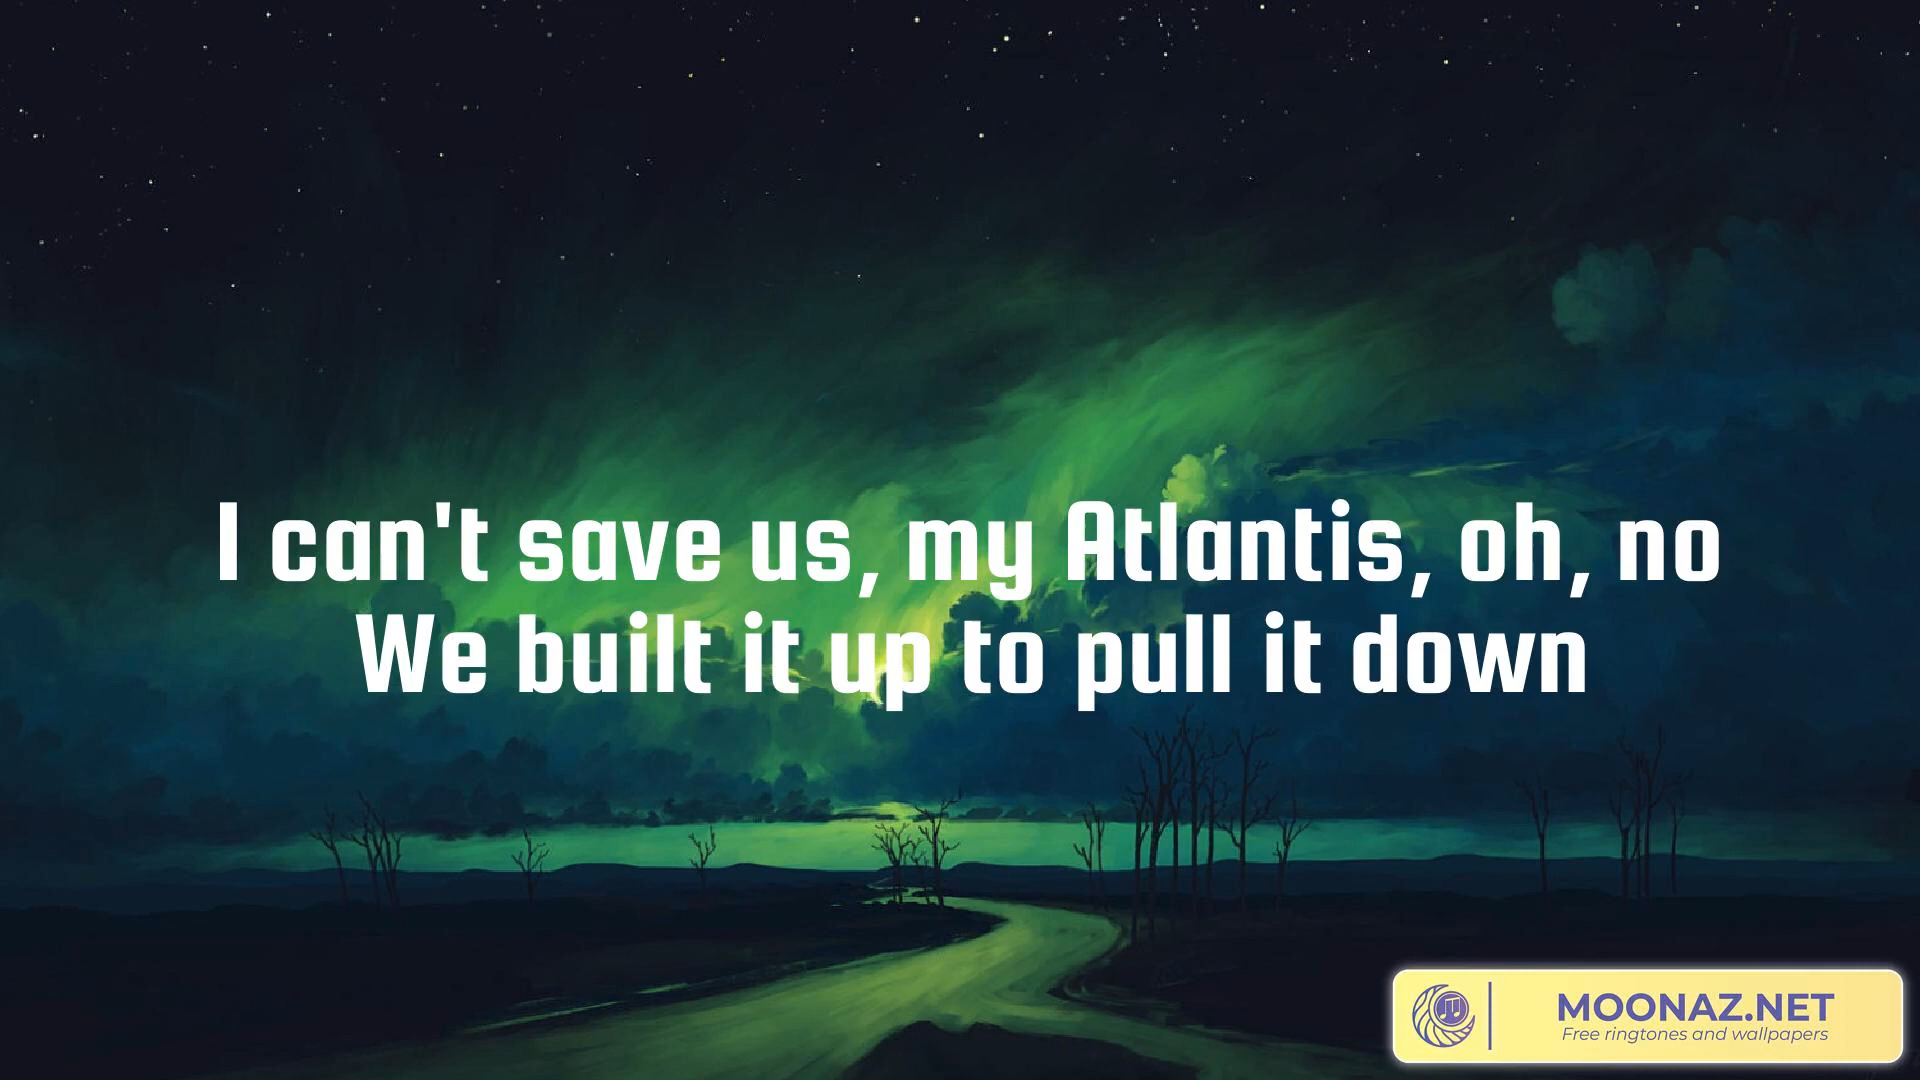 I can't save us, my Atlantis, oh, no
We built it up to pull it down
MOONAZ.NET
Free ringtones and wallpapers